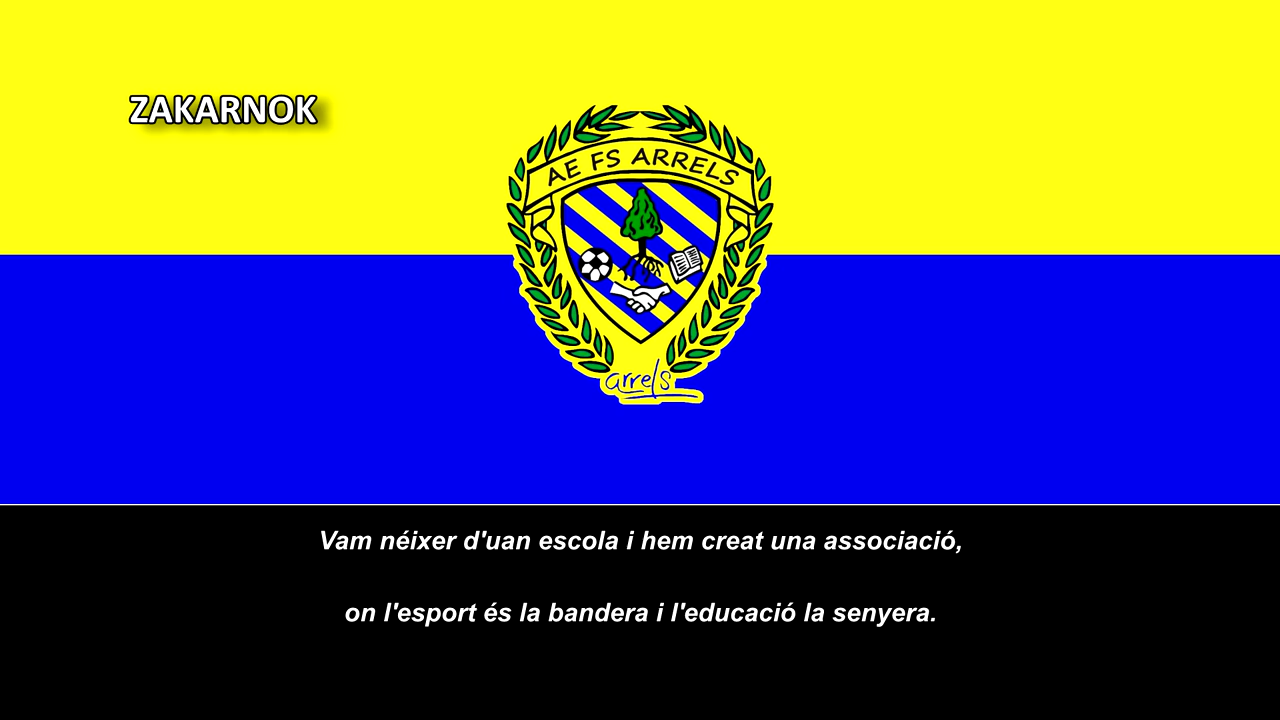 ZAKARNOK
AE FS ARRELS
arrels
Vam néixer d'uan escola i hem creat una associació,
on l'esport és la bandera i l'educació la senyera.